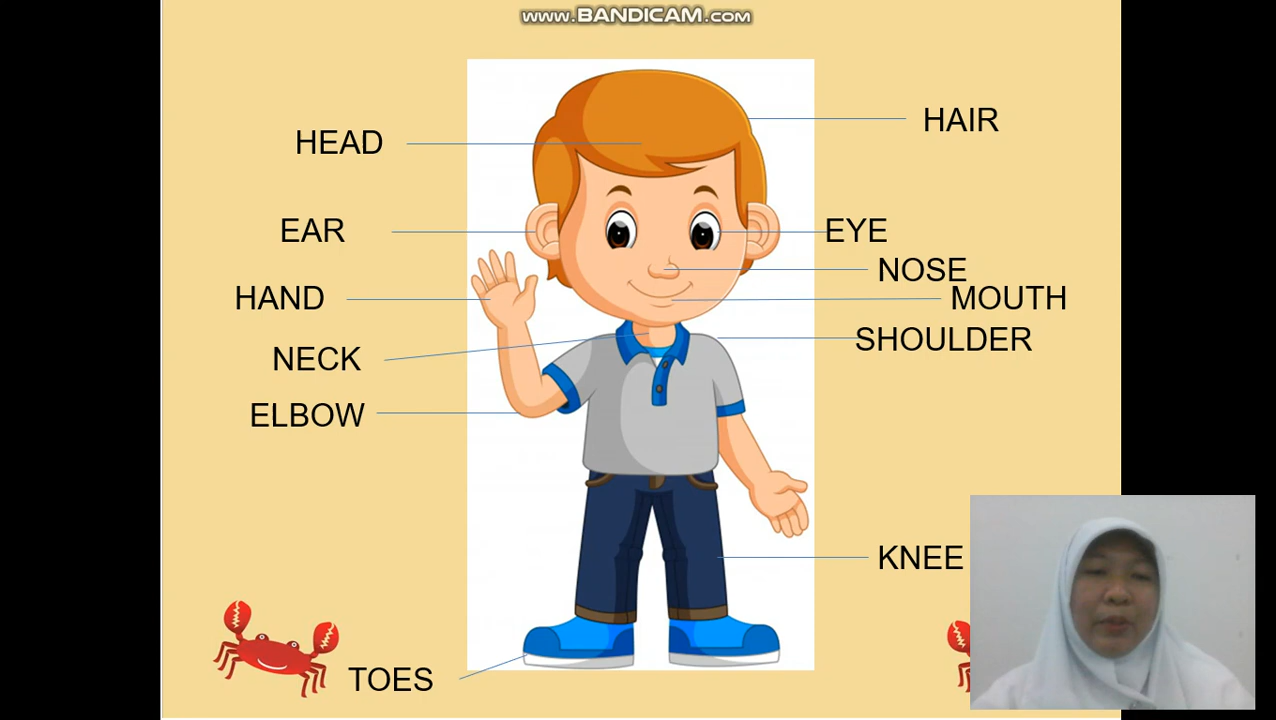 WWW.BANDICAM.COM
HEAD
HAIR
EAR
EYE
NOSE
HAND
MOUTH
SHOULDER
NECK
ELBOW
KNEE
TOES